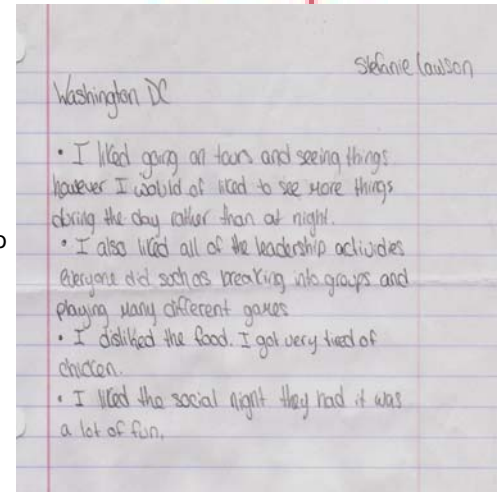 Stefanie Lawson
Washington DC
• I liked going on tours and seeing things
however I would of liked to see more things
during the day rather than at night.
• I also liked all of the leadership activities
everyone did such as breaking into groups and
playing many different games
• I disliked the food. I got very tired of
chicken.
• I liked the social night they had it was
a lot of fun.